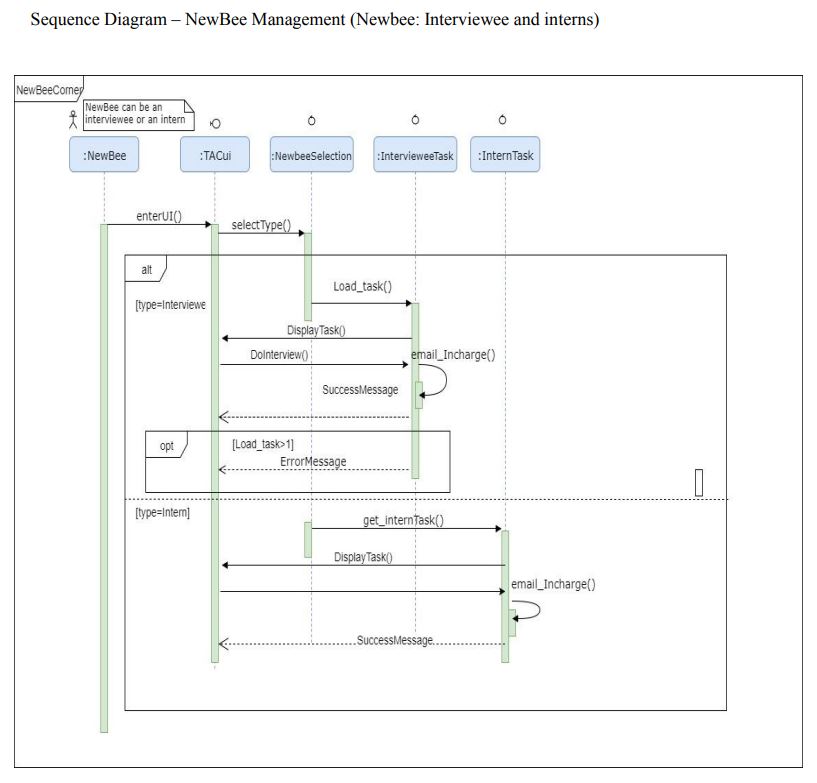 Sequence Diagram – NewBee Management (Newbee: Interviewee and interns)
NewBeeCorner
NewBee can be an
interviewee or an intern
:NewBee
:TACui
:NewbeeSelection
:IntervieweeTask
:InternTask
enterUI()
selectType()
alt
Load_task()
[type=Interviewe
DisplayTask()
DoInterview()
email_Incharge()
SuccessMessage
opt
[Load_task>1]
ErrorMessage
[type=Intern]
get_internTask()
DisplayTask()
email_Incharge()
SuccessMessage